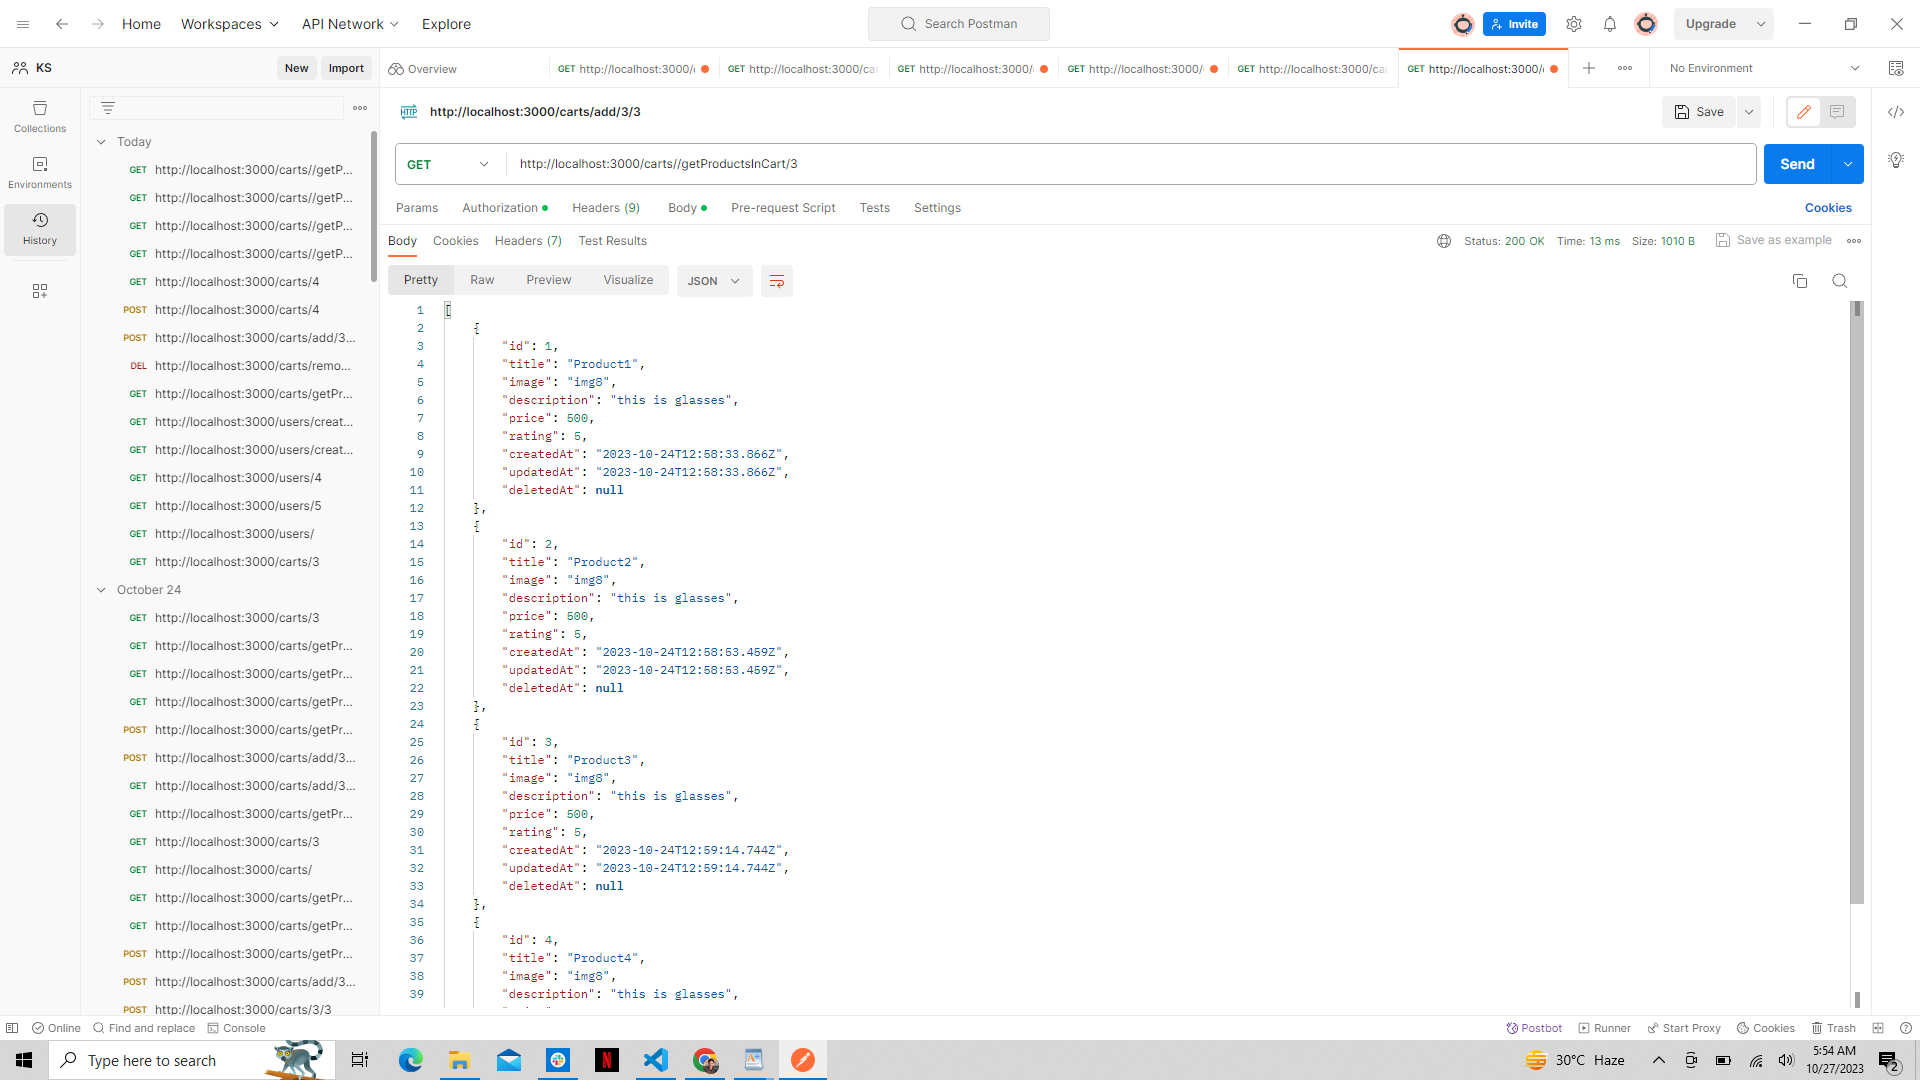 Home
Workspaces
API Network
Explore
Search Postman
Invite
Upgrade
KS
New
Import
Overview
GET http://localhost:3000/
GET http://localhost:3000/car
GET http://localhost:3000/
GET http://localhost:3000/
GET http://localhost:3000/ca
GET http://localhost:3000/
No Environment
Collections
Environments
History
Today
GET http://localhost:3000/carts//getP...
GET http://localhost:3000/carts//getP...
GET http://localhost:3000/carts//getP...
GET http://localhost:3000/carts//getP...
GET http://localhost:3000/carts/4
POST http://localhost:3000/carts/4
POST http://localhost:3000/carts/add/3...
DEL http://localhost:3000/carts/remo...
GET http://localhost:3000/carts/getPr...
GET http://localhost:3000/users/creat...
GET http://localhost:3000/users/creat...
GET http://localhost:3000/users/4
GET http://localhost:3000/users/5
GET http://localhost:3000/users/
GET http://localhost:3000/carts/3
October 24
GET http://localhost:3000/carts/3
GET http://localhost:3000/carts/getPr...
GET http://localhost:3000/carts/getPr...
GET http://localhost:3000/carts/getPr...
POST http://localhost:3000/carts/getPr...
POST http://localhost:3000/carts/add/3...
GET http://localhost:3000/carts/add/3...
GET http://localhost:3000/carts/getPr...
GET http://localhost:3000/carts/3
GET http://localhost:3000/carts/
GET http://localhost:3000/carts/getPr...
GET http://localhost:3000/carts/getPr...
POST http://localhost:3000/carts/getPr...
POST http://localhost:3000/carts/add/3...
POST http://localhost:3000/carts/3/3
HTTP http://localhost:3000/carts/add/3/3
Save
GET http://localhost:3000/carts//getProductsInCart/3
Send
Params Authorization Headers (9) Body Pre-request Script Tests Settings Cookies
Body Cookies Headers (7) Test Results
Status: 200 OK Time: 13 ms Size: 1010 B Save as example
Pretty Raw Preview Visualize JSON
1 [
2 {
3 "id": 1,
4 "title": "Product1",
5 "image": "img8",
6 "description": "this is glasses",
7 "price": 500,
8 "rating": 5,
9 "createdAt": "2023-10-24T12:58:33.866Z",
10 "updatedAt": "2023-10-24T12:58:33.866Z",
11 "deletedAt": null
12 },
13 {
14 "id": 2,
15 "title": "Product2",
16 "image": "img8",
17 "description": "this is glasses",
18 "price": 500,
19 "rating": 5,
20 "createdAt": "2023-10-24T12:58:53.459Z",
21 "updatedAt": "2023-10-24T12:58:53.459Z",
22 "deletedAt": null
23 },
24 {
25 "id": 3,
26 "title": "Product3",
27 "image": "img8",
28 "description": "this is glasses",
29 "price": 500,
30 "rating": 5,
31 "createdAt": "2023-10-24T12:59:14.744Z",
32 "updatedAt": "2023-10-24T12:59:14.744Z",
33 "deletedAt": null
34 },
35 {
36 "id": 4,
37 "title": "Product4",
38 "image": "img8",
39 "description": "this is glasses",
Online Find and replace Console
Postbot Runner Start Proxy Cookies Trash
Type here to search
30°C Haze
5:54 AM
10/27/2023
2